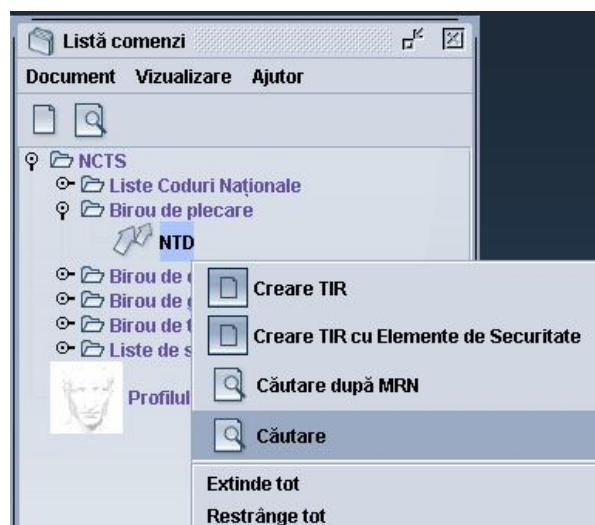 Listă comenzi
Document Vizualizare Ajutor
NCTS
Liste Coduri Naționale
Birou de plecare
NTD
Birou de
Birou de
Birou de
Liste de
Profilul
Creare TIR
Creare TIR cu Elemente de Securitate
Căutare după MRN
Căutare
Extinde tot
Restrânge tot